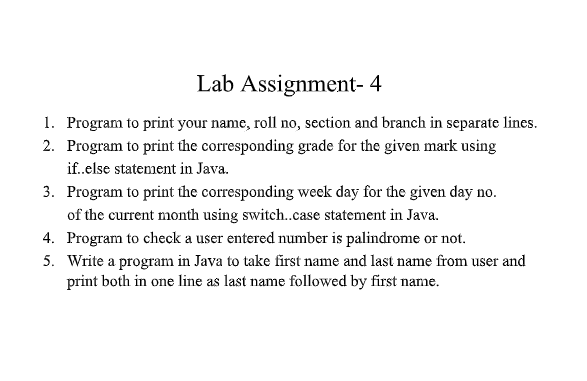 Lab Assignment- 4
1. Program to print your name, roll no, section and branch in separate lines.
2. Program to print the corresponding grade for the given mark using
if..else statement in Java.
3. Program to print the corresponding week day for the given day no.
of the current month using switch..case statement in Java.
4. Program to check a user entered number is palindrome or not.
5. Write a program in Java to take first name and last name from user and
print both in one line as last name followed by first name.